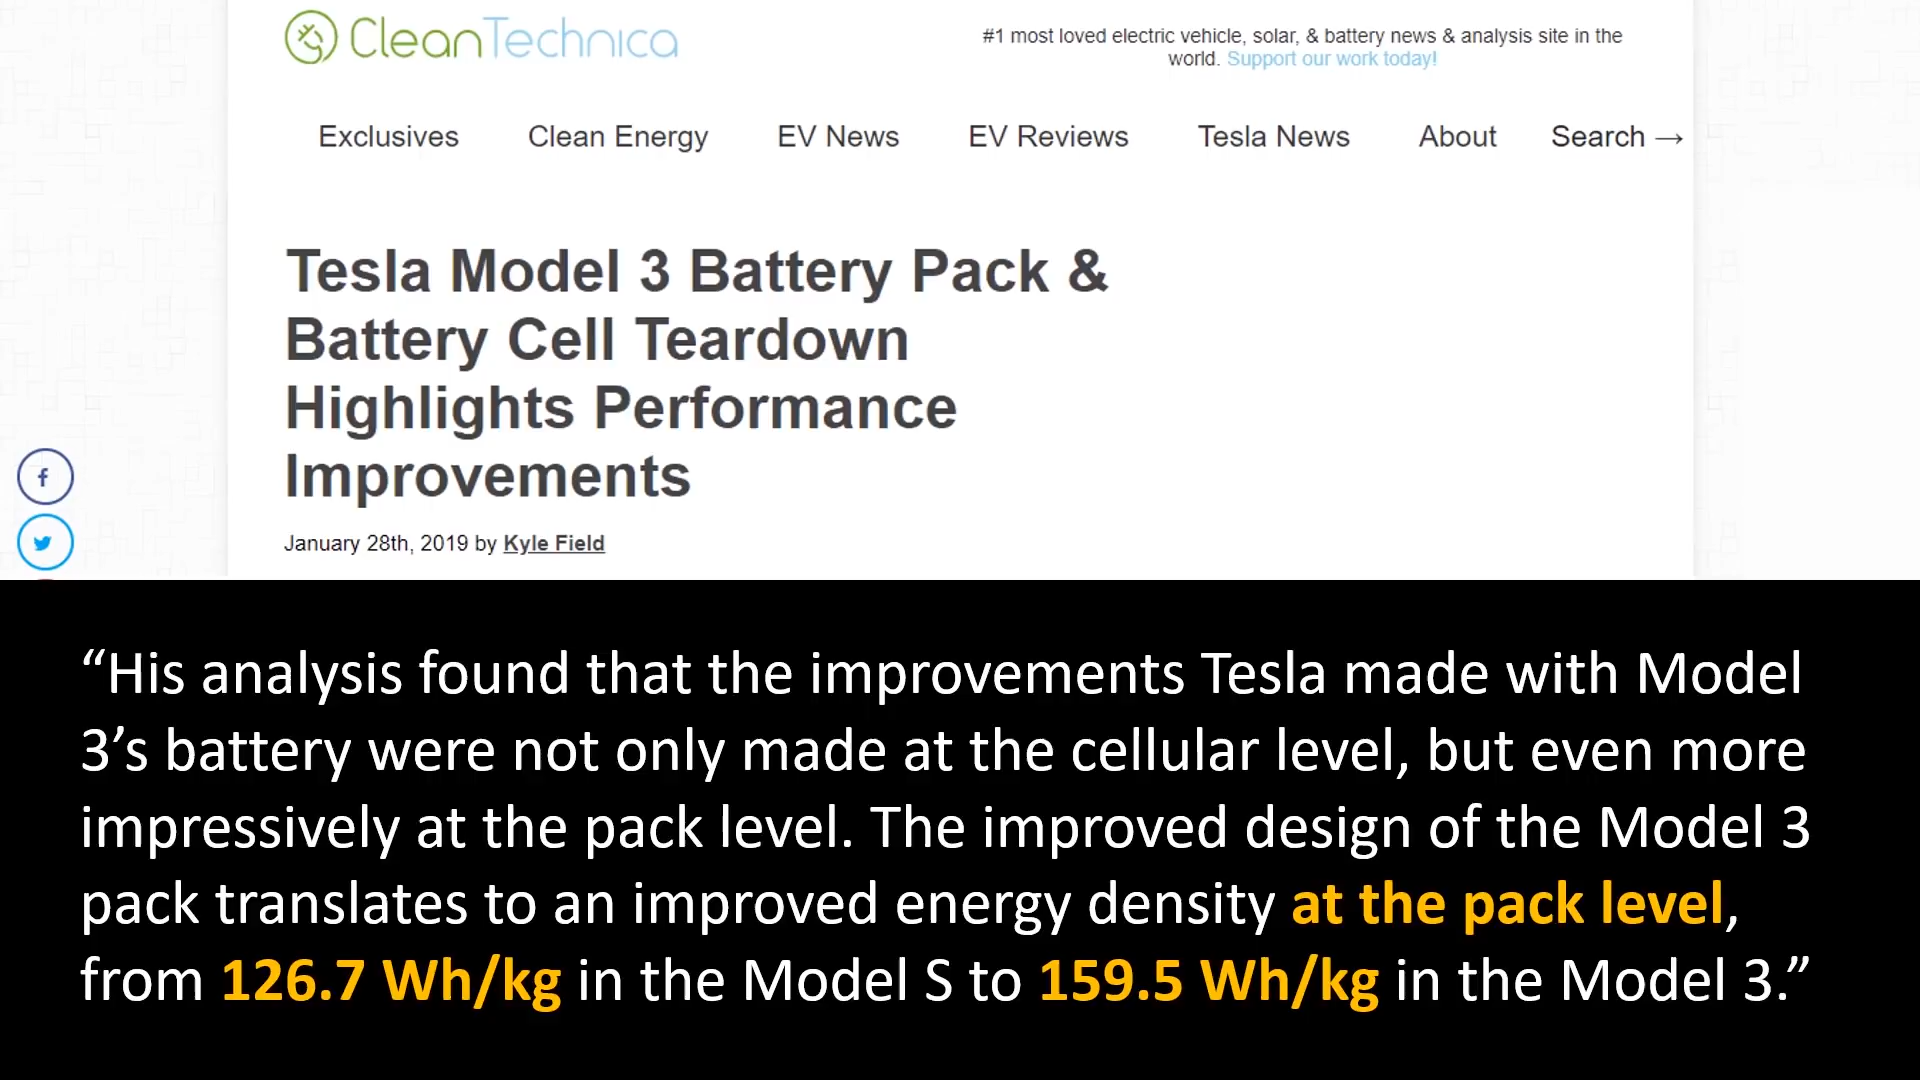 CleanTechnica
#1 most loved electric vehicle, solar, & battery news & analysis site in the
world. Support our work today!
Exclusives Clean Energy EV News EV Reviews Tesla News About Search →
Tesla Model 3 Battery Pack &
Battery Cell Teardown
Highlights Performance
Improvements
January 28th, 2019 by Kyle Field
“His analysis found that the improvements Tesla made with Model
3’s battery were not only made at the cellular level, but even more
impressively at the pack level. The improved design of the Model 3
pack translates to an improved energy density at the pack level,
from 126.7 Wh/kg in the Model S to 159.5 Wh/kg in the Model 3.”